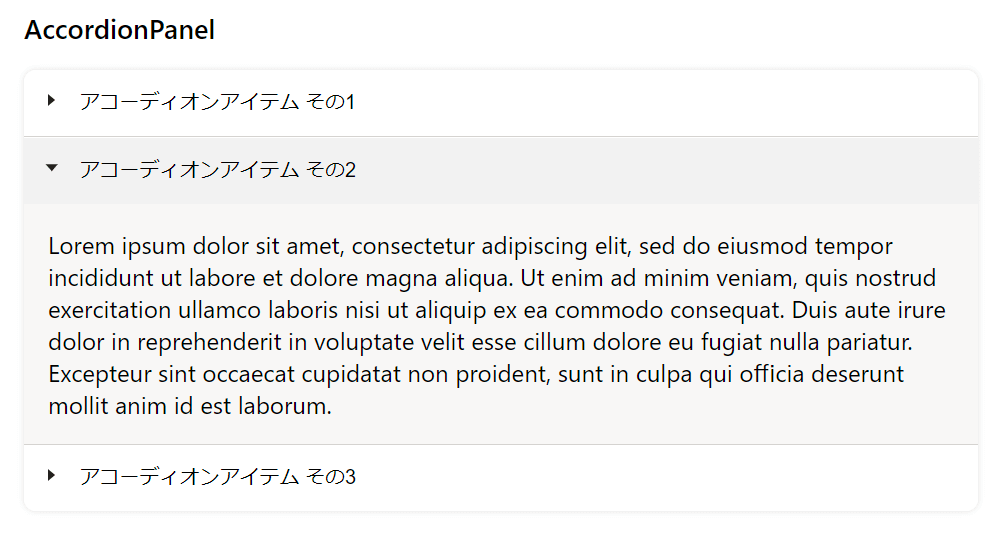 AccordionPanel
アコーディオンアイテム その1
アコーディオンアイテム その2
Lorem ipsum dolor sit amet, consectetur adipiscing elit, sed do eiusmod tempor
incididunt ut labore et dolore magna aliqua. Ut enim ad minim veniam, quis nostrud
exercitation ullamco laboris nisi ut aliquip ex ea commodo consequat. Duis aute irure
dolor in reprehenderit in voluptate velit esse cillum dolore eu fugiat nulla pariatur.
Excepteur sint occaecat cupidatat non proident, sunt in culpa qui officia deserunt
mollit anim id est laborum.
アコーディオンアイテム その3